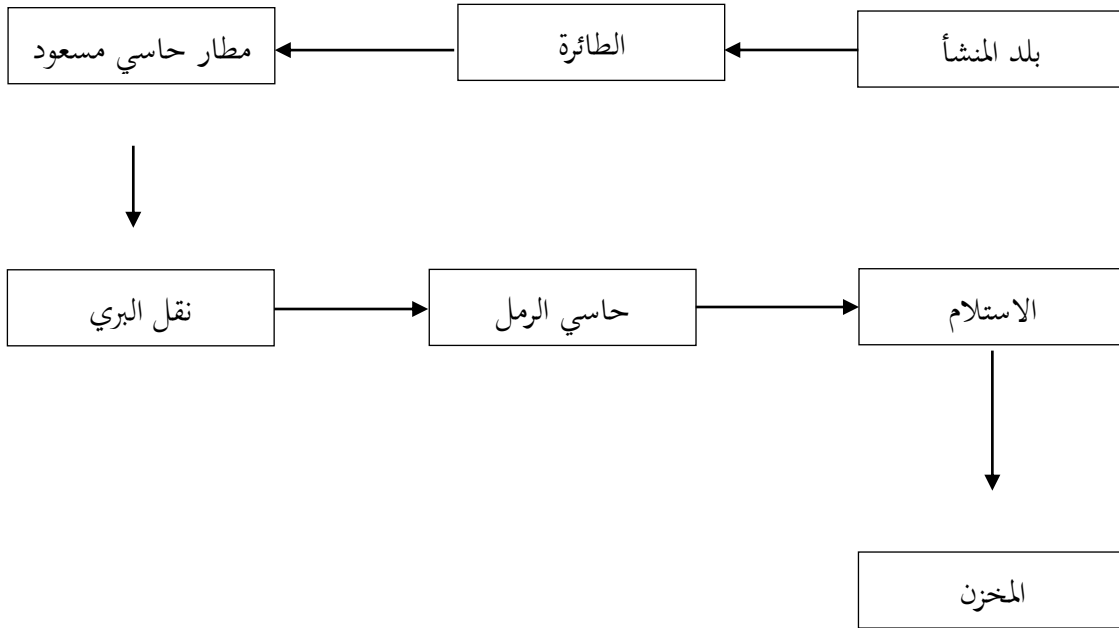 بلد المنشأ
الطائرة
مطار حاسي مسعود
نقل البري
حاسي الرمل
الاستلام
المخزن